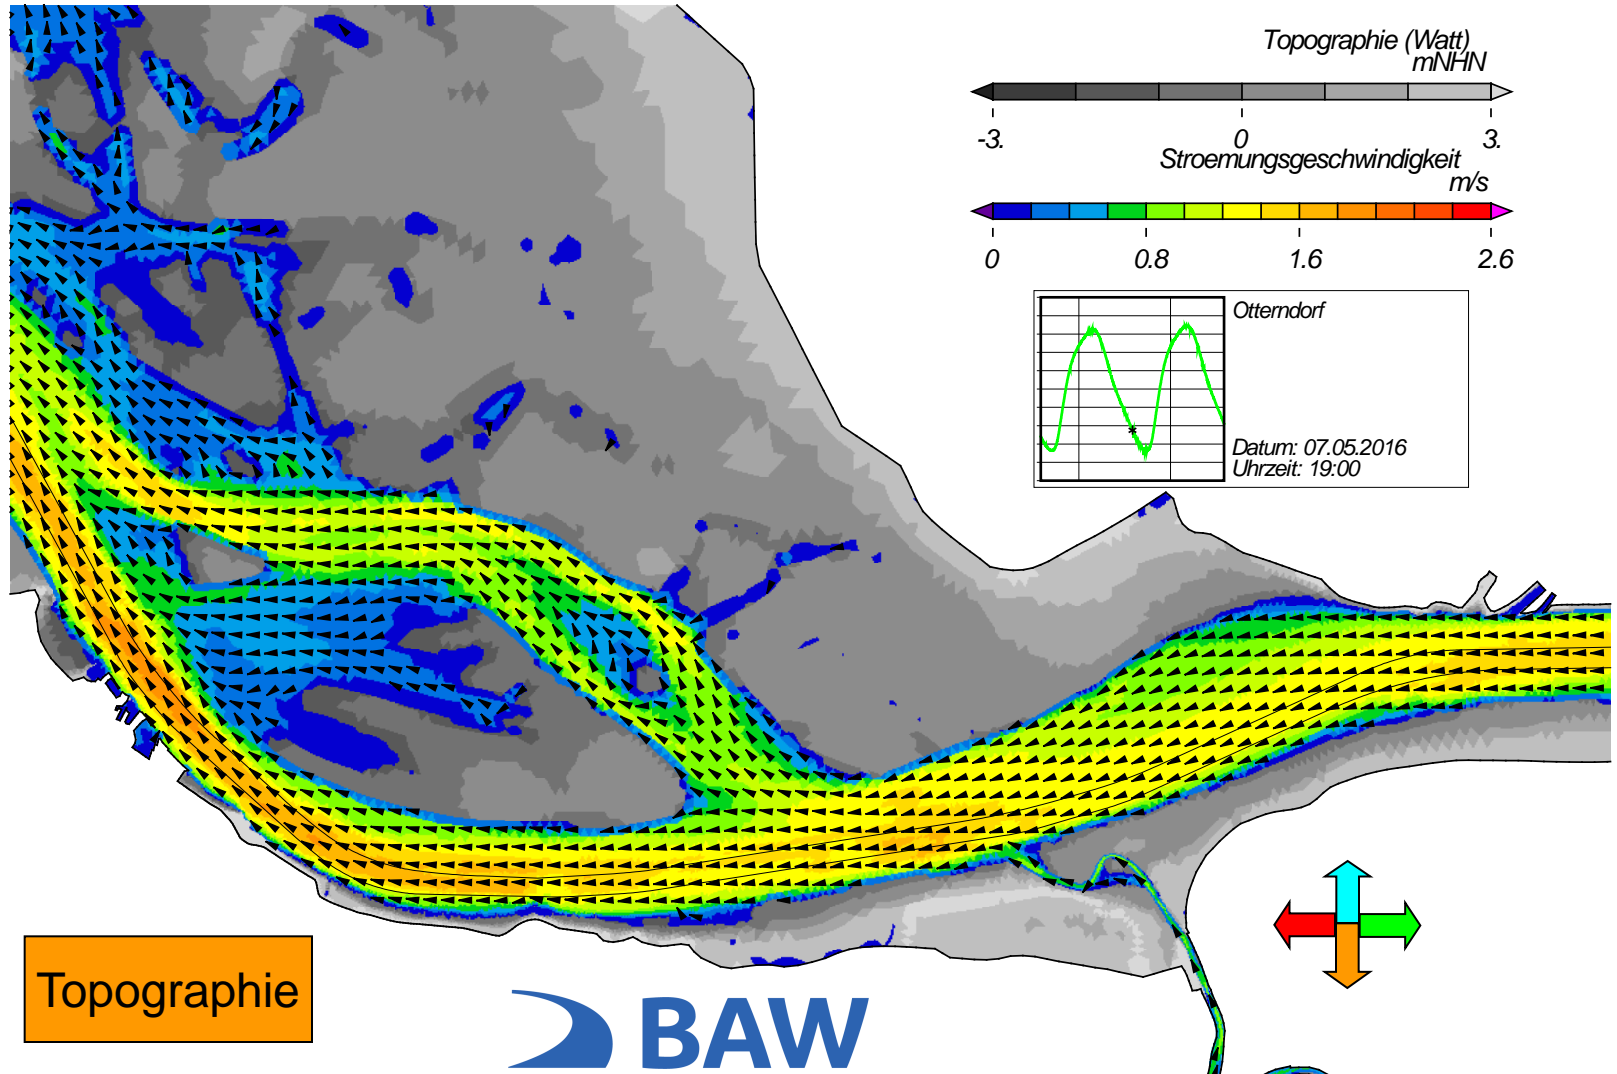 Topographie (Watt)
mNHN
-3. 0 3.
Stroemungsgeschwindigkeit
m/s
0 0.8 1.6 2.6
Otterndorf
Datum: 07.05.2016
Uhrzeit: 19:00
Topographie
BAW